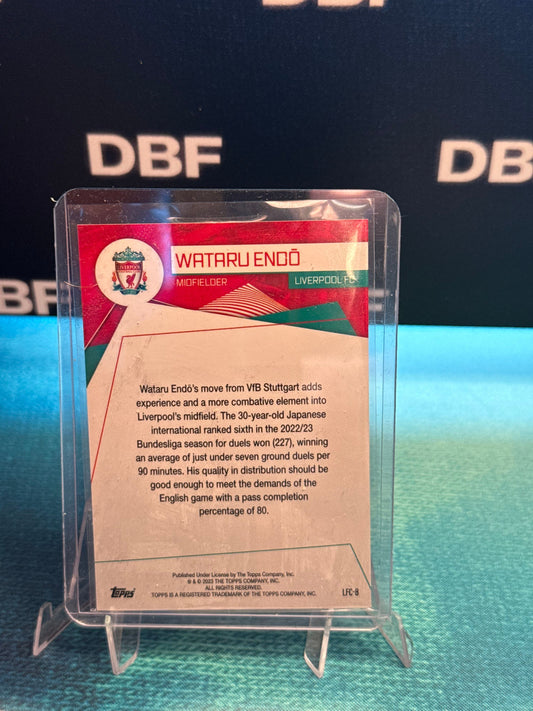 DBF
DBF
DB
BF
WATARU ENDŌ
MIDFIELDER
LIVERPOOL FC
LIVERPOOL
Wataru Endō's move from VfB Stuttgart adds
experience and a more combative element into
Liverpool's midfield. The 30-year-old Japanese
international ranked sixth in the 2022/23
Bundesliga season for duels won (227), winning
an average of just under seven ground duels per
90 minutes. His quality in distribution should be
good enough to meet the demands of the
English game with a pass completion
percentage of 80.
Published Under License by The Topps Company, Inc.
® & © 2023 THE TOPPS COMPANY, INC.
ALL RIGHTS RESERVED.
TOPPS IS A REGISTERED TRADEMARK OF THE TOPPS COMPANY, INC.
TOPPS
LFC-8